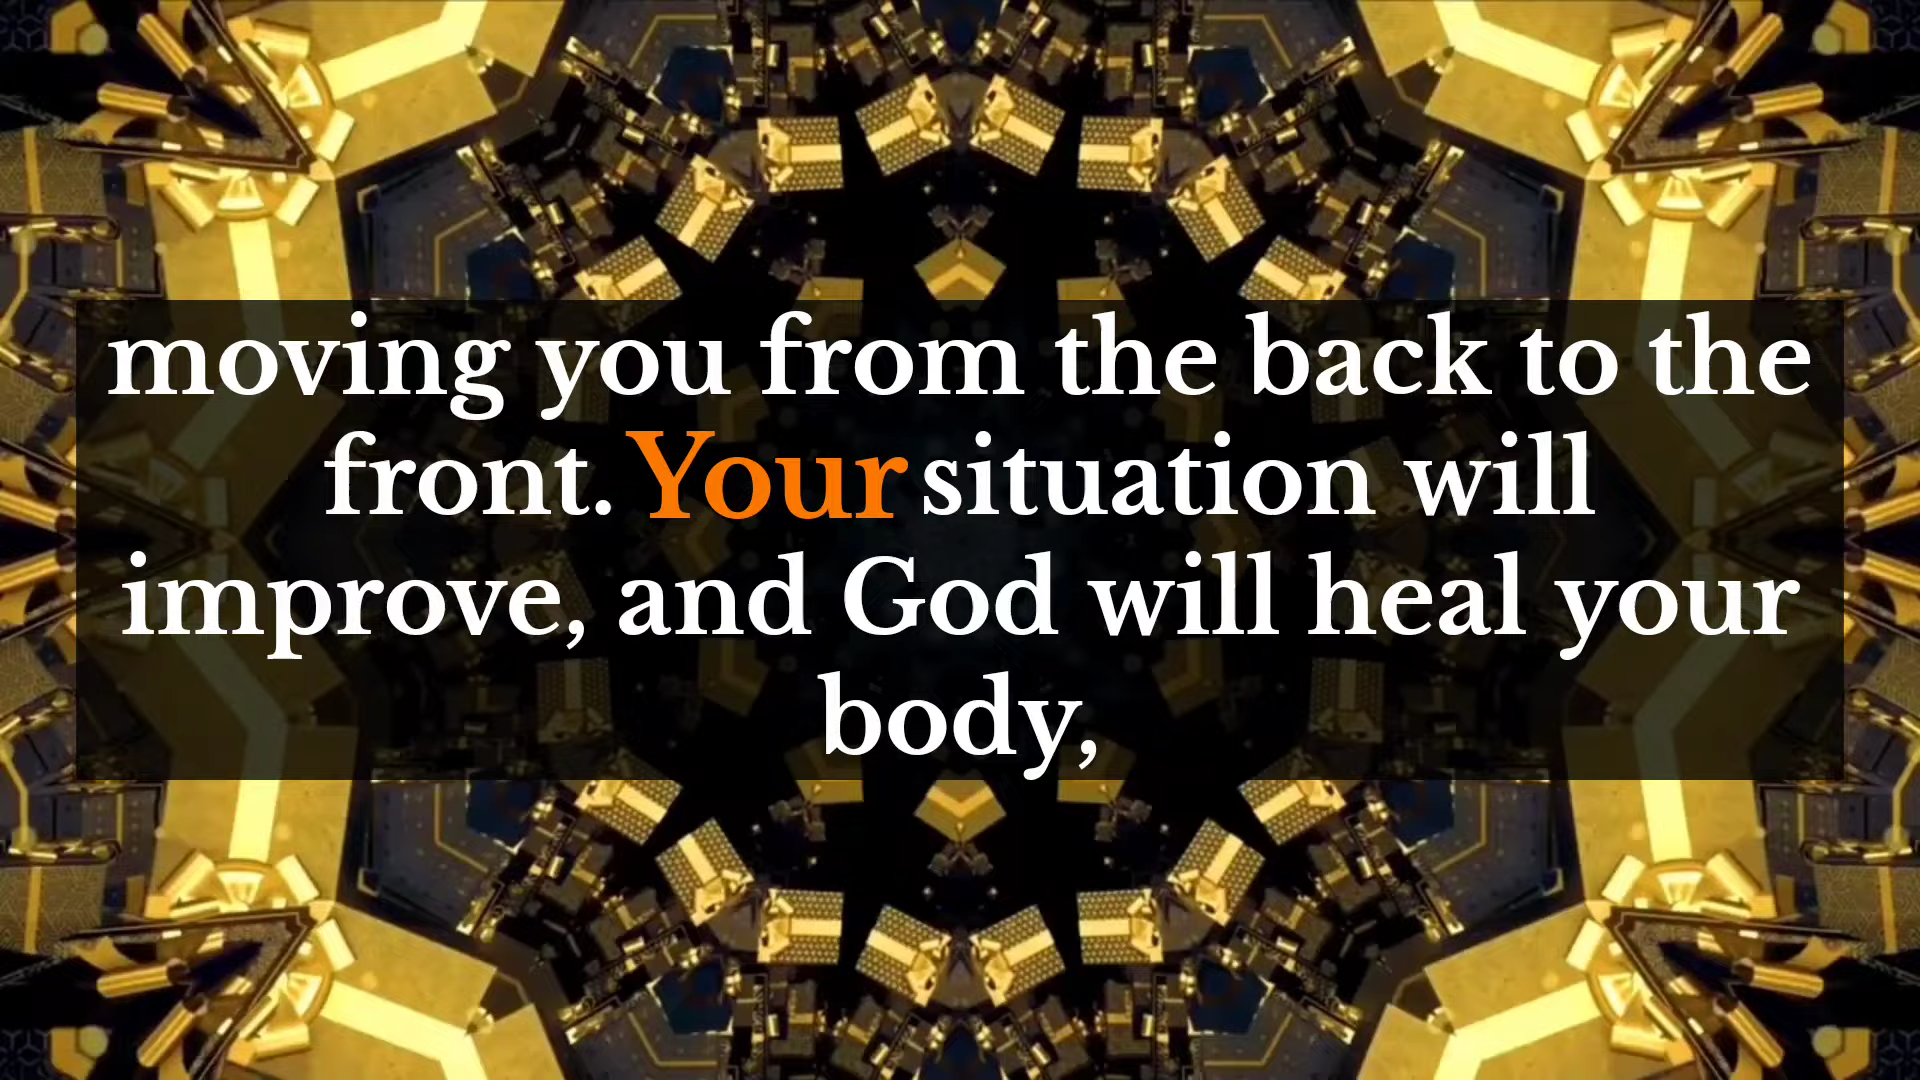 moving you from the back to the
front. Your situation will
improve, and God will heal your
body,